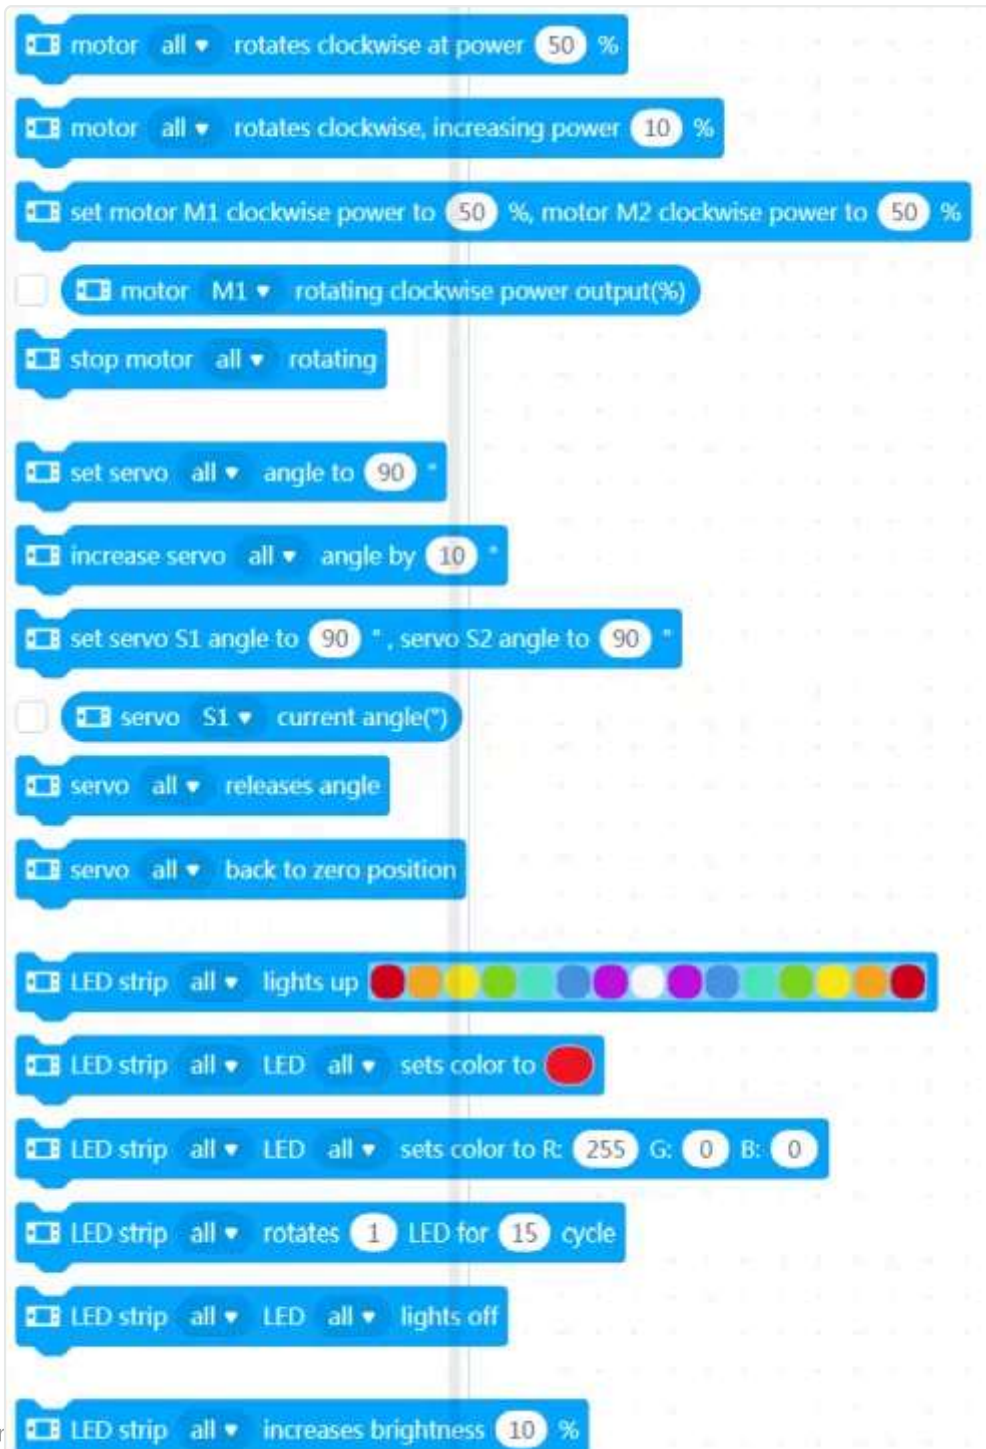 motor all rotates clockwise at power 50 %
motor all rotates clockwise, increasing power 10 %
set motor M1 clockwise power to 50 %, motor M2 clockwise power to 50 %
motor M1 rotating clockwise power output(%)
stop motor all rotating
set servo all angle to 90 °
increase servo all angle by 10 °
set servo S1 angle to 90 ° , servo S2 angle to 90 °
servo S1 current angle(°)
servo all releases angle
servo all back to zero position
LED strip all lights up
LED strip all LED all sets color to
LED strip all LED all sets color to R: 255 G: 0 B: 0
LED strip all rotates 1 LED for 15 cycle
LED strip all LED all lights off
LED strip all increases brightness 10 %